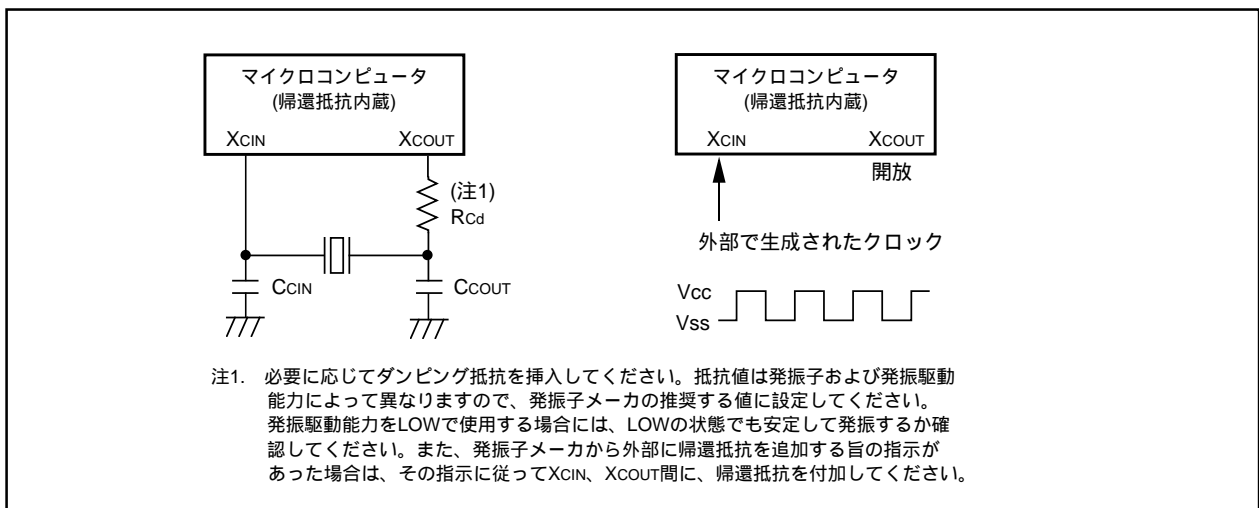 マイクロコンピュータ
(帰還抵抗内蔵)
XCIN
XCOUT
(注1)
RCd
CCIN
CCOUT
マイクロコンピュータ
(帰還抵抗内蔵)
XCIN
XCOUT
開放
外部で生成されたクロック
Vcc
Vss
注1. 必要に応じてダンピング抵抗を挿入してください。抵抗値は発振子および発振駆動
能力によって異なりますので、発振子メーカの推奨する値に設定してください。
発振駆動能力をLOWで使用する場合には、LOWの状態でも安定して発振するか確
認してください。また、発振子メーカから外部に帰還抵抗を追加する旨の指示が
あった場合は、その指示に従ってXCIN、XCOUT間に、帰還抵抗を付加してください。